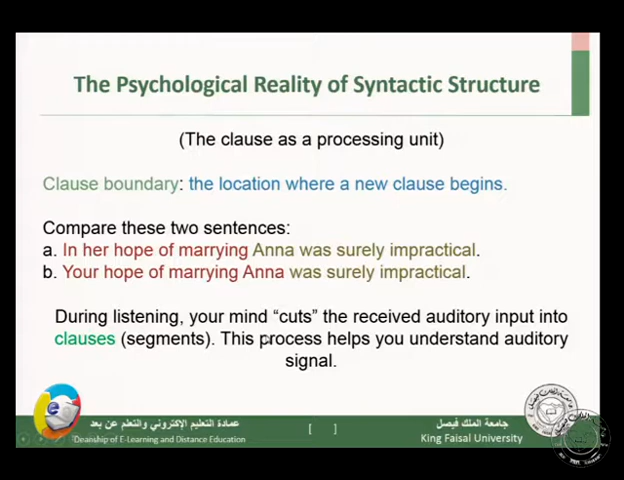 The Psychological Reality of Syntactic Structure
(The clause as a processing unit)
Clause boundary: the location where a new clause begins.
Compare these two sentences:
a. In her hope of marrying Anna was surely impractical.
b. Your hope of marrying Anna was surely impractical.
During listening, your mind “cuts” the received auditory input into
clauses (segments). This process helps you understand auditory
signal.
عمادة التعليم الإلكتروني والتعلم عن بعد
Deanship of E-Learning and Distance Education
[ ]
جامعة الملك فيصل
King Faisal University